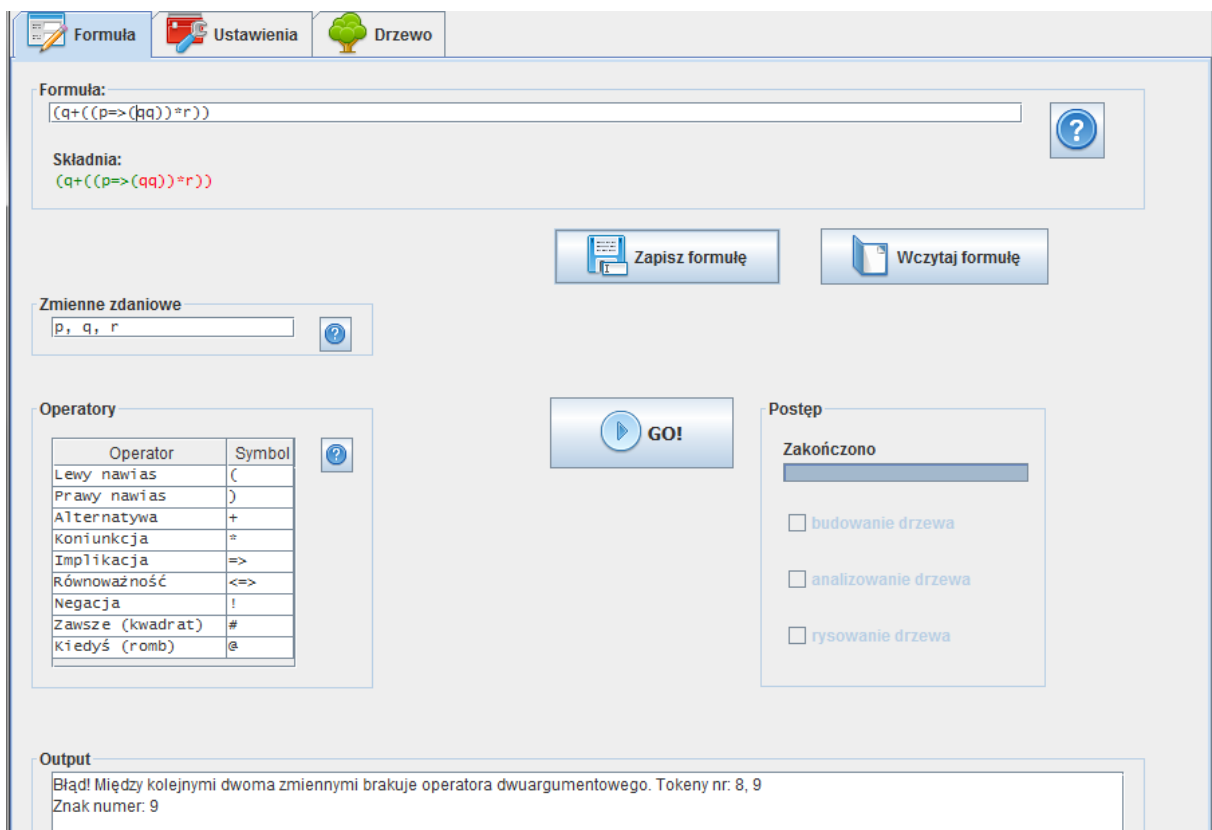 Formuła Ustawienia Drzewo
Formuła:
(q+((p=>(qq))*r))
Składnia:
(q+((p=>(qq))*r))
Zapisz formułę Wczytaj formułę
Zmienne zdaniowe
p, q, r
Operatory
Operator Symbol
Lewy nawias (
Prawy nawias )
Alternatywa +
Koniunkcja *
Implikacja =>
Równoważność <=>
Negacja !
Zawsze (kwadrat) #
Kiedyś (romb) @
GO!
Postęp
Zakończono
budowanie drzewa
analizowanie drzewa
rysowanie drzewa
Output
Błąd! Między kolejnymi dwoma zmiennymi brakuje operatora dwuargumentowego. Tokeny nr: 8, 9
Znak numer: 9